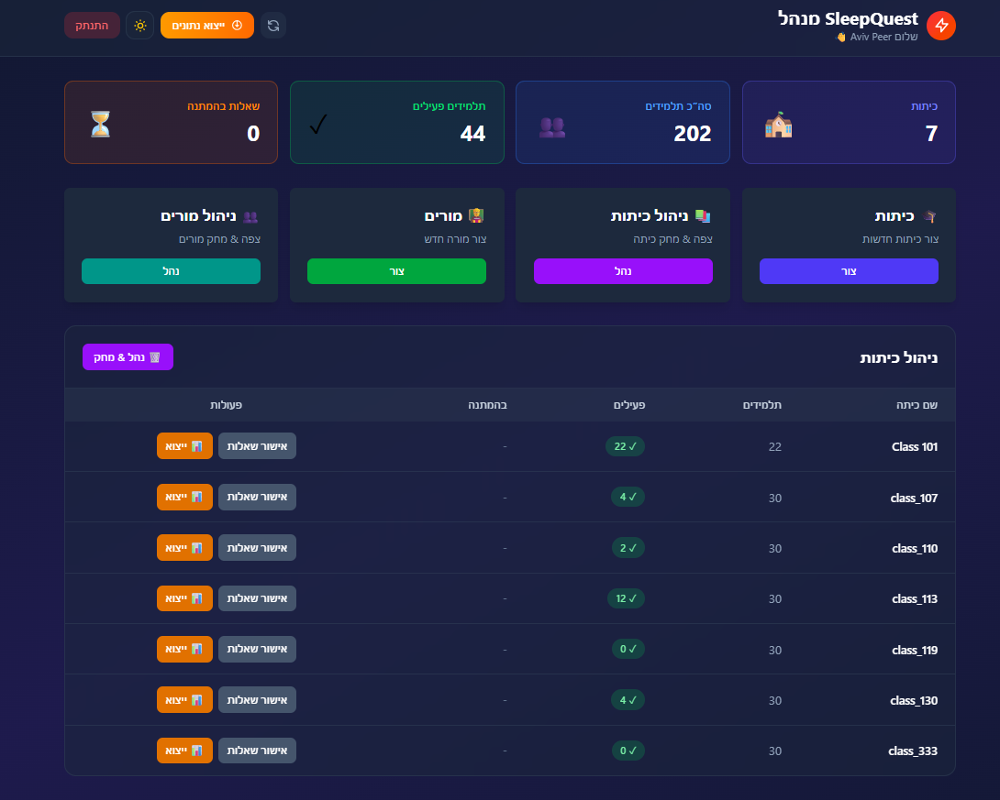 SleepQuest מנהל
שלום Aviv Peer 👋
ייצוא נתונים
התנתק
כיתות
7
סה"כ תלמידים
202
תלמידים פעילים
44
שאלות בהמתנה
0
כיתות
צור כיתות חדשות
צור
ניהול כיתות
צפה & מחק כיתה
נהל
מורים
צור מורה חדש
צור
ניהול מורים
צפה & מחק מורים
נהל
ניהול כיתות
נהל & מחק
שם כיתה תלמידים פעילים בהמתנה פעולות
Class 101 22 ✓ 22 - אישור שאלות ייצוא
class_107 30 ✓ 4 - אישור שאלות ייצוא
class_110 30 ✓ 2 - אישור שאלות ייצוא
class_113 30 ✓ 12 - אישור שאלות ייצוא
class_119 30 ✓ 0 - אישור שאלות ייצוא
class_130 30 ✓ 4 - אישור שאלות ייצוא
class_333 30 ✓ 0 - אישור שאלות ייצוא